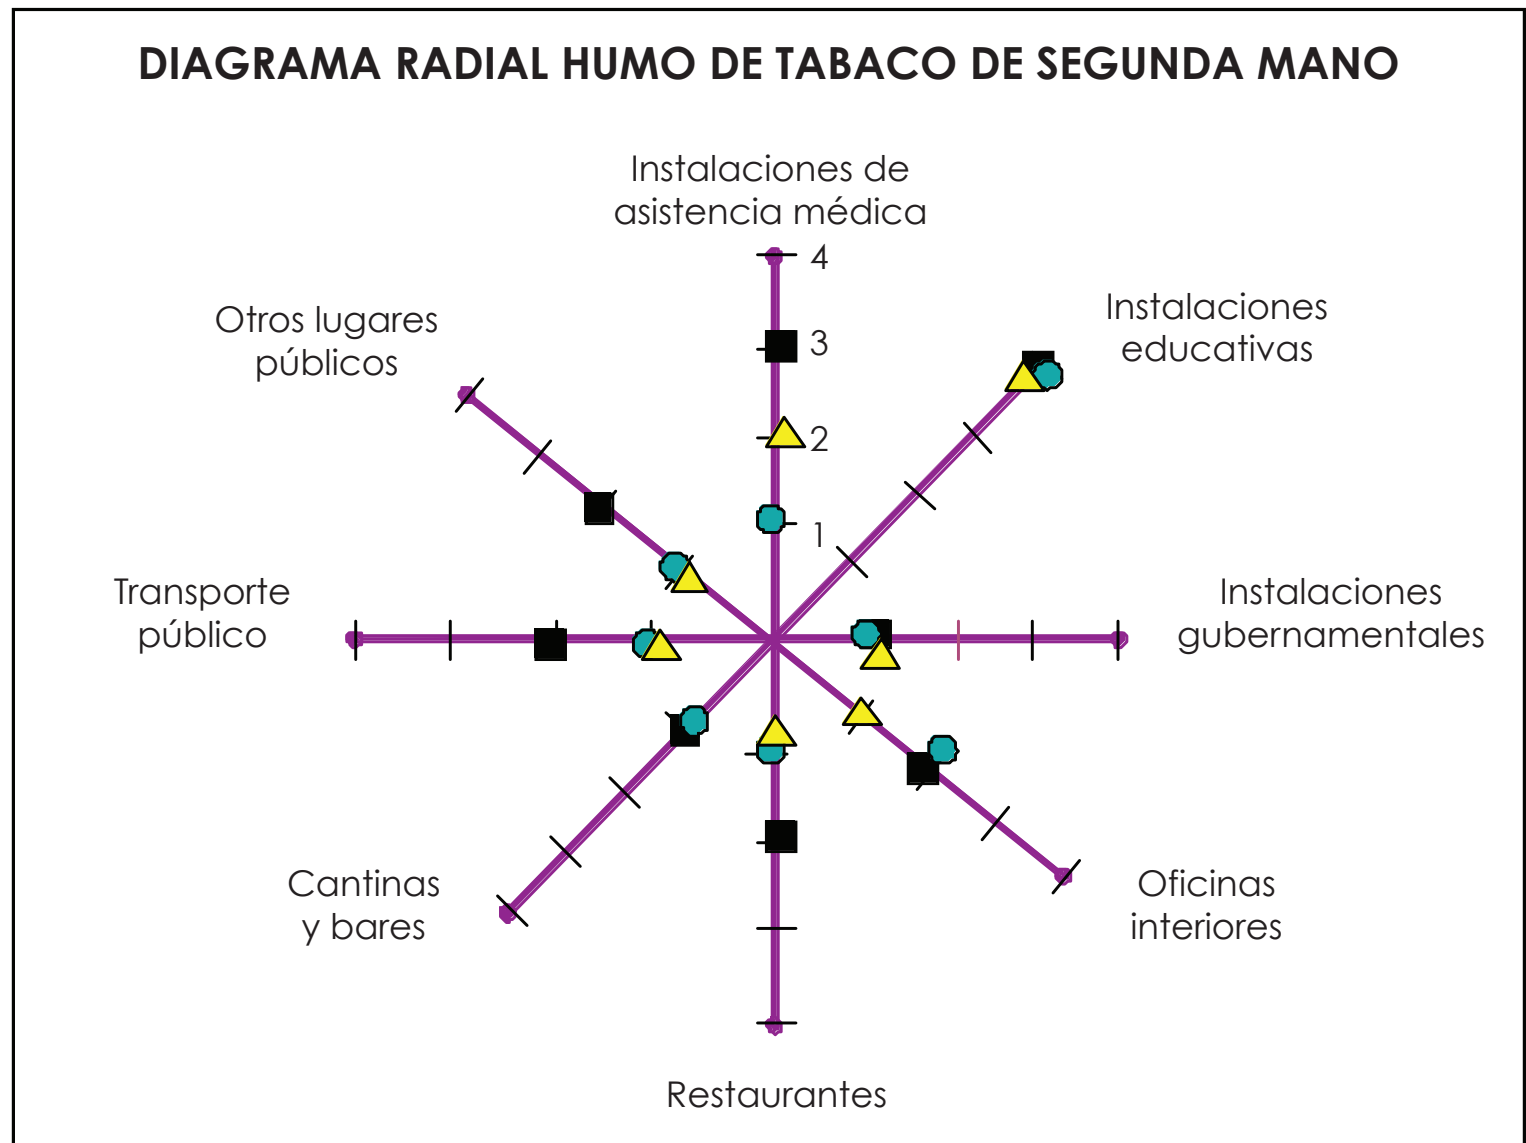 DIAGRAMA RADIAL HUMO DE TABACO DE SEGUNDA MANO
Instalaciones de
asistencia médica
4
3
2
1
Instalaciones
educativas
Otros lugares
públicos
Transporte
público
Instalaciones
gubernamentales
Cantinas
y bares
Oficinas
interiores
Restaurantes